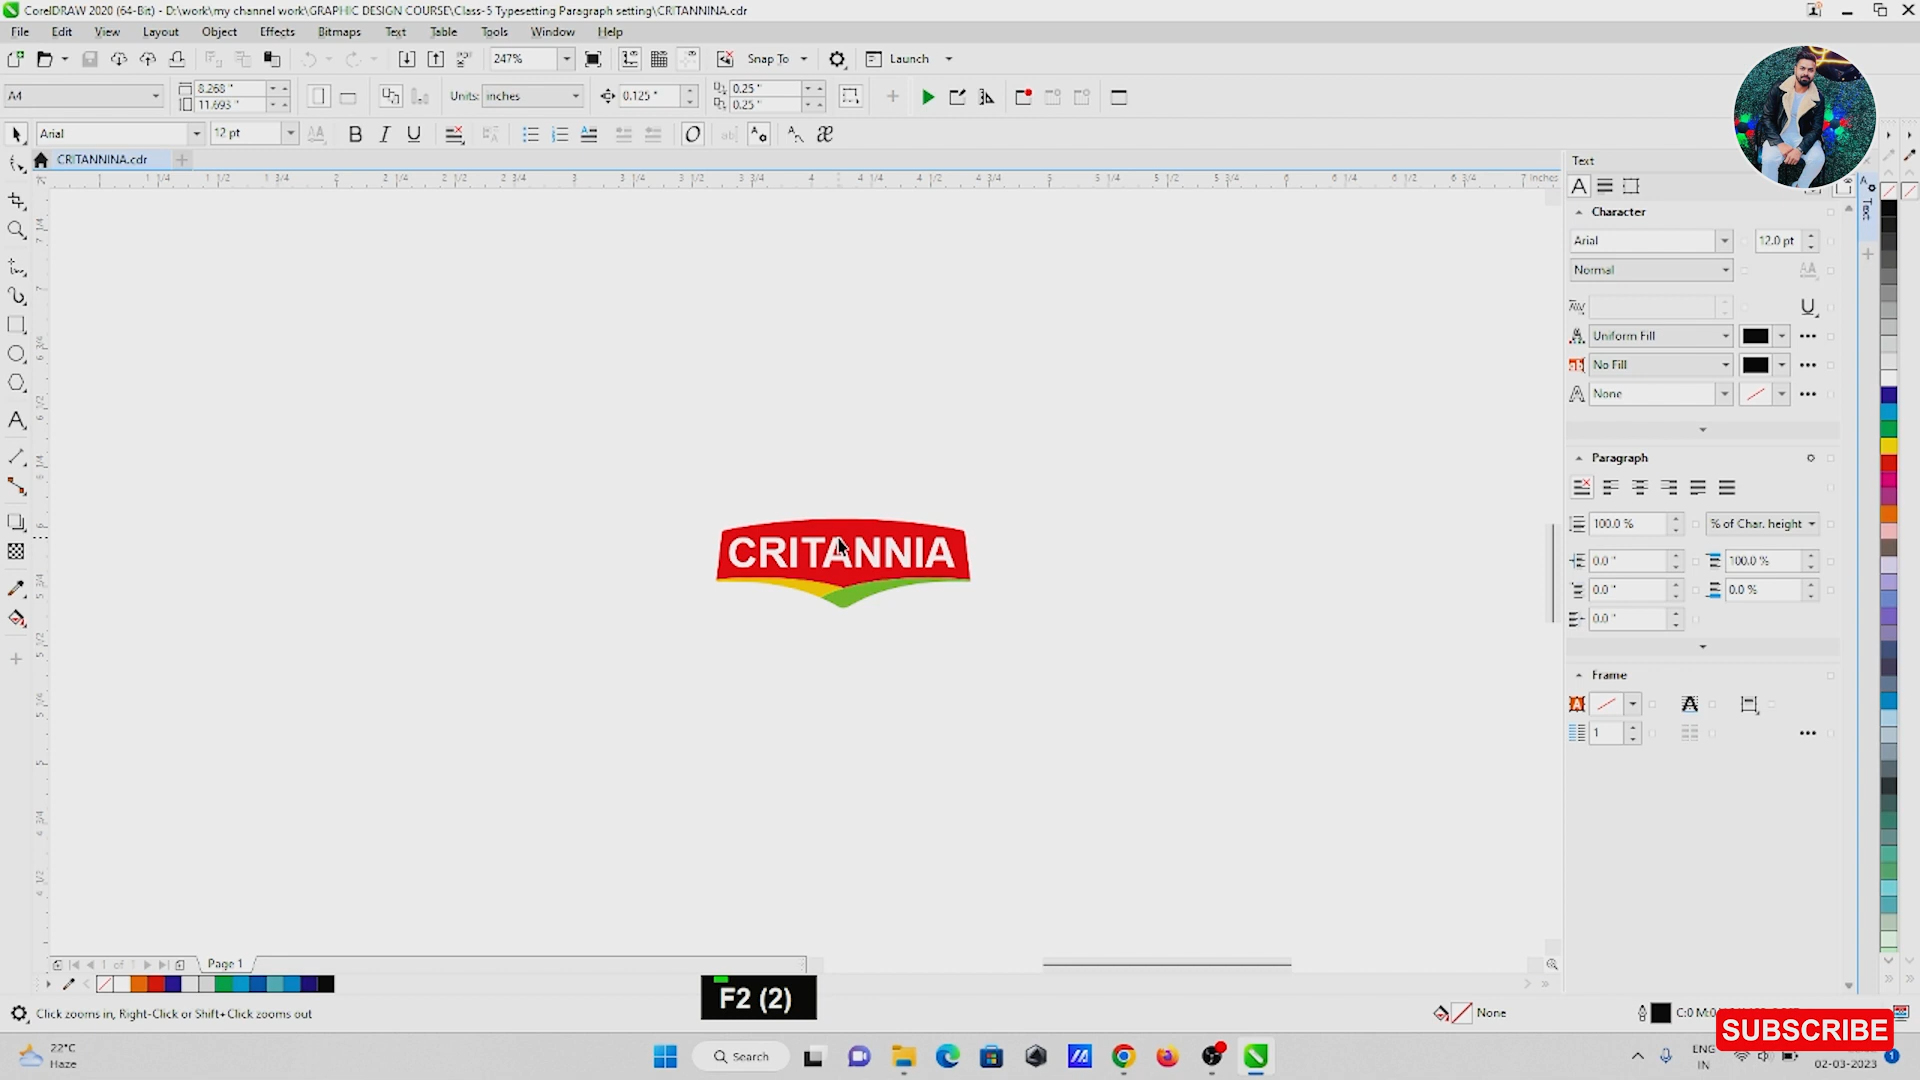 CorelDRAW 2020 (64-Bit) - D:\work\my channel work\GRAPHIC DESIGN COURSE\Class-5 Typesetting Paragraph setting\CRITANNINA.cdr
File Edit View Layout Object Effects Bitmaps Text Table Tools Window Help
247% Snap To Launch
A4 8.268 " 11.693 " Units: inches 0.125 " 0.25 " 0.25 "
Arial 12 pt
CRITANNINA.cdr
Text
Character
Arial 12.0 pt
Normal
Uniform Fill
No Fill
None
Paragraph
100.0 % % of Char. height
0.0 " 100.0 %
0.0 " 0.0 %
0.0 "
Frame
1
CRITANNIA
1 of 1 Page 1
F2 (2)
Click zooms in, Right-Click or Shift+Click zooms out
None
SUBSCRIBE
22°C
Haze
Search
ENG
IN
02-03-2023